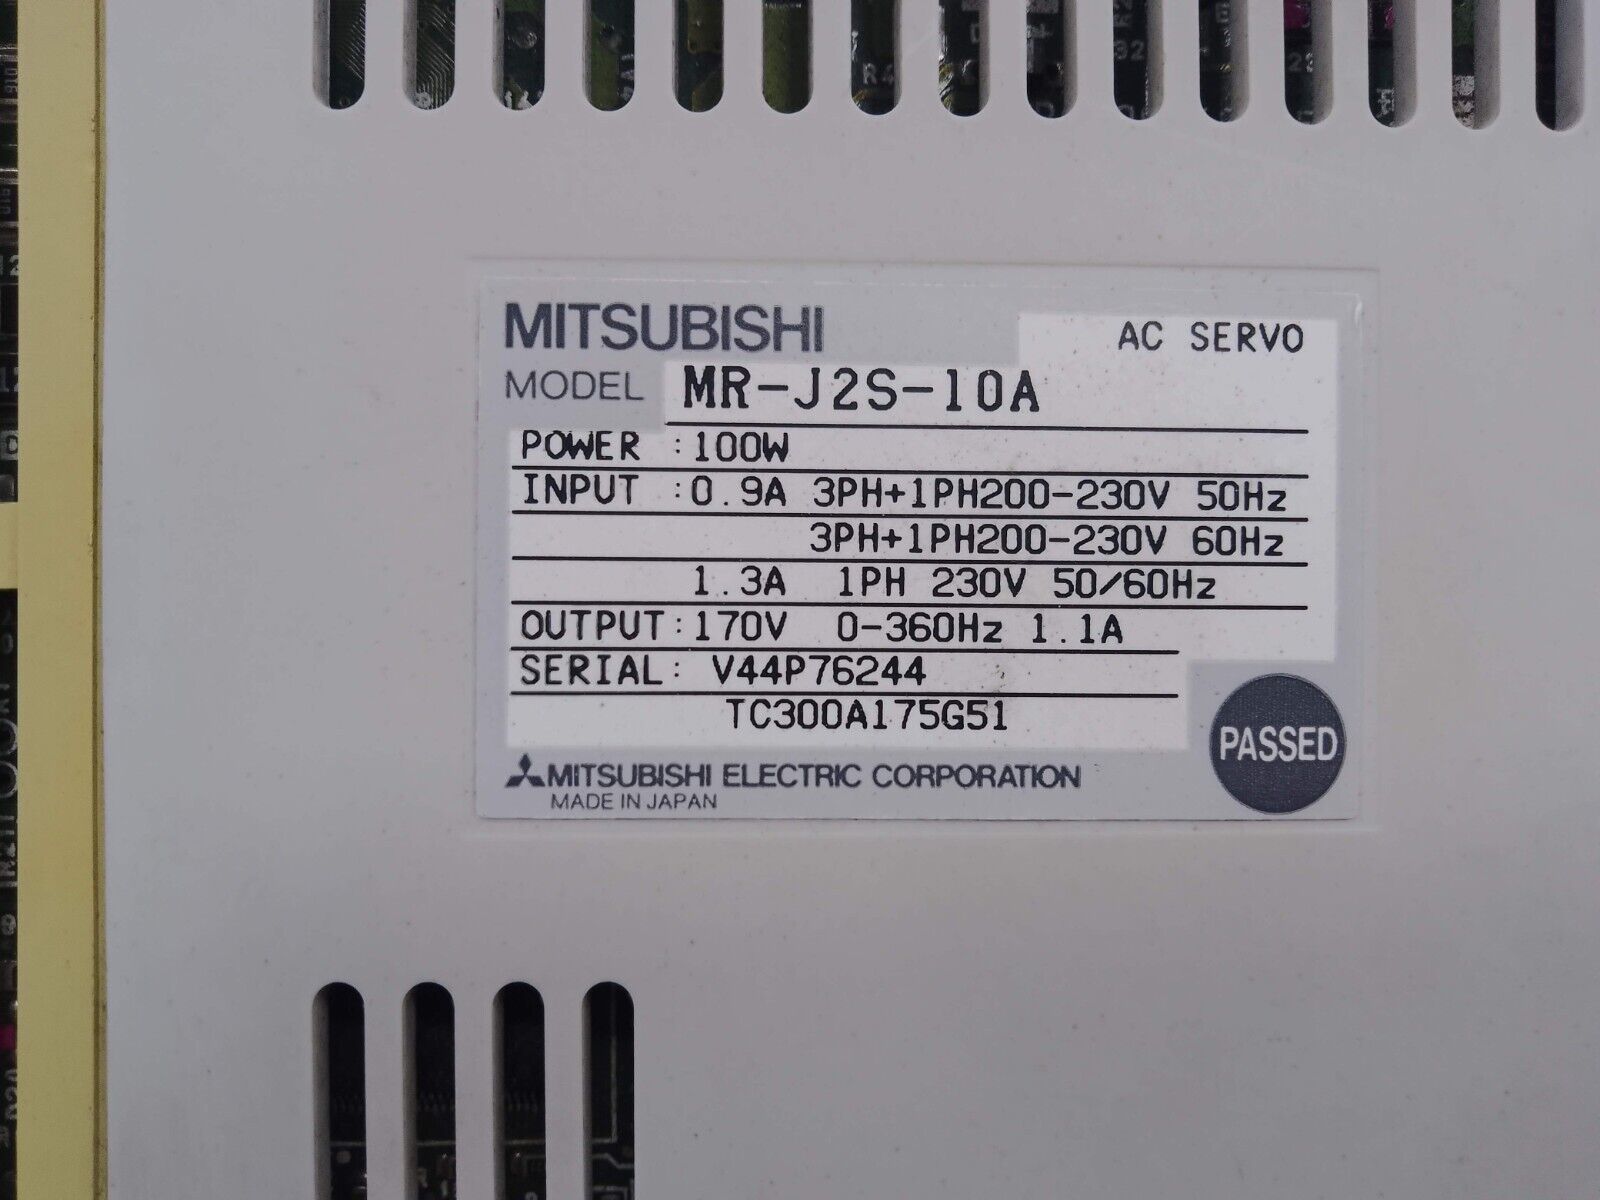 MITSUBISHI
AC SERVO
MODEL MR-J2S-10A
POWER :100W
INPUT :0.9A 3PH+1PH200-230V 50Hz
3PH+1PH200-230V 60Hz
1.3A 1PH 230V 50/60Hz
OUTPUT:170V 0-360Hz 1.1A
SERIAL: V44P76244
TC300A175G51
PASSED
MITSUBISHI ELECTRIC CORPORATION
MADE IN JAPAN